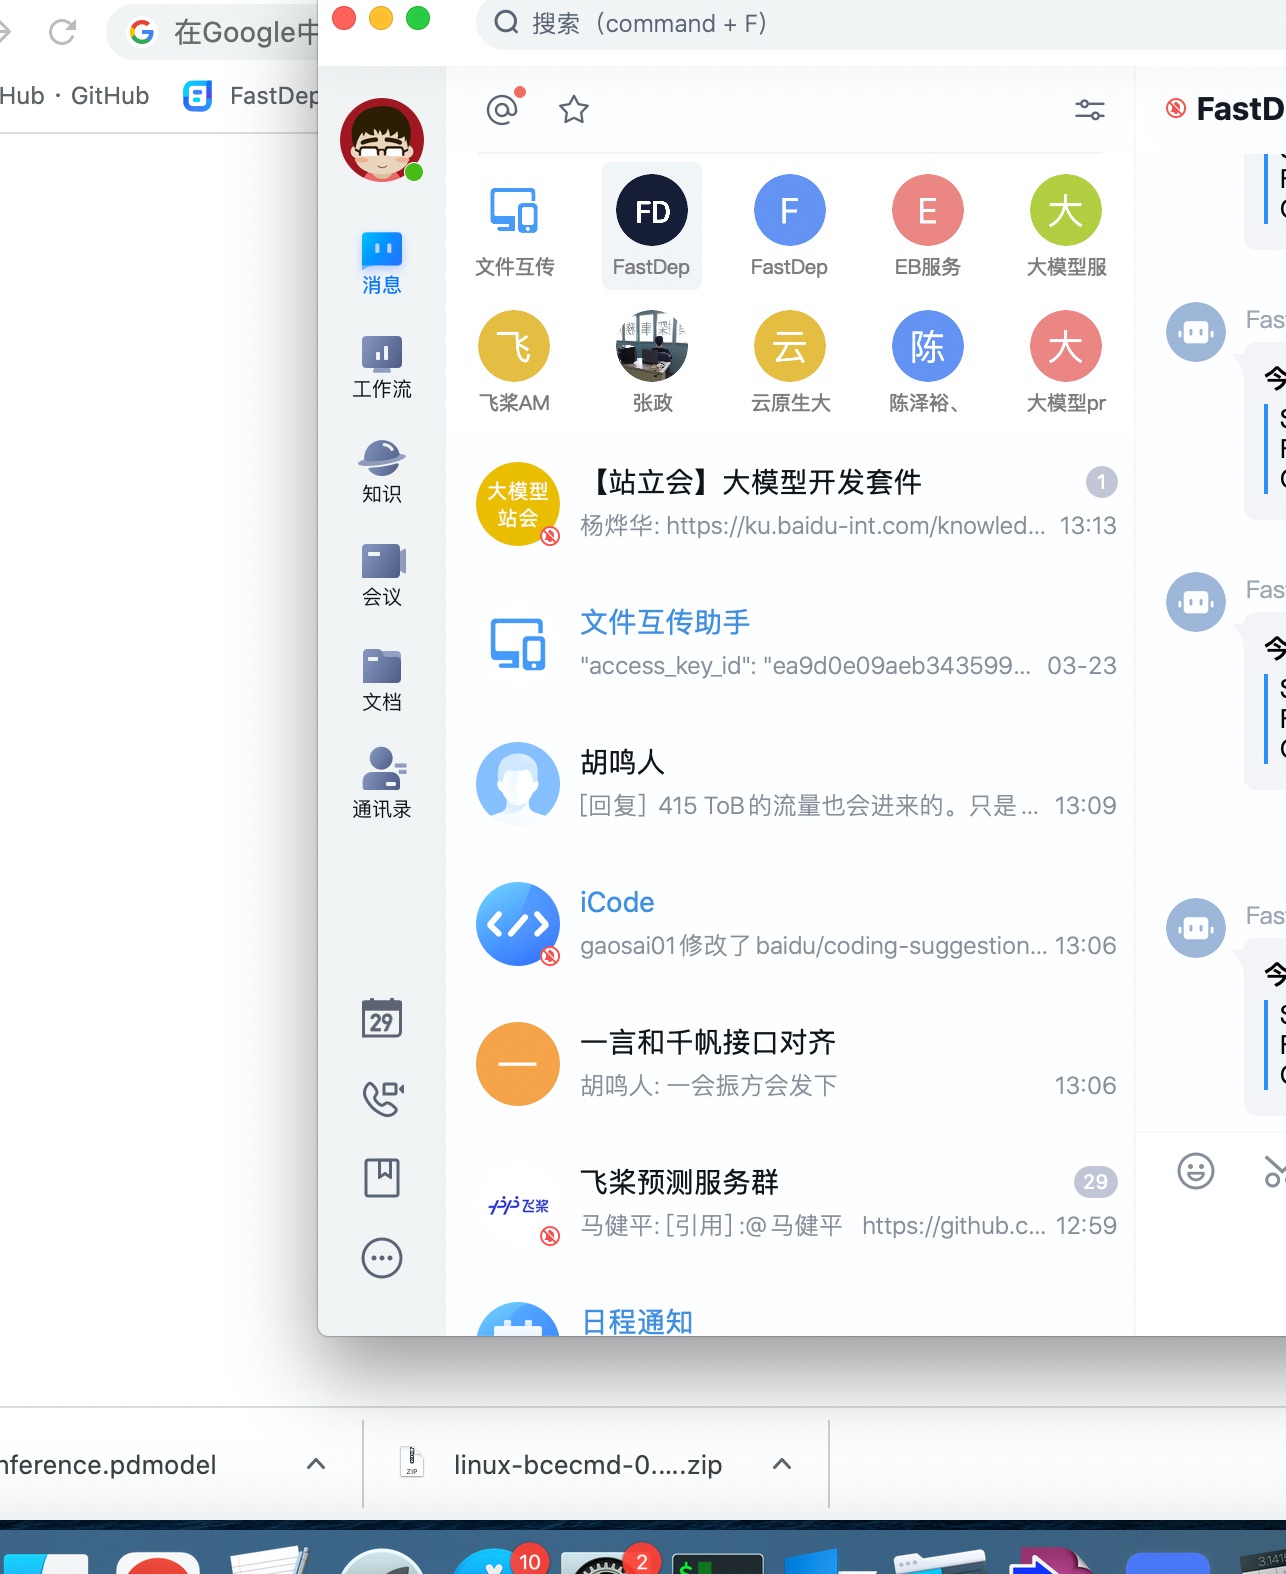 在Google中
Hub · GitHub
FastDep
搜索（command + F）
消息
工作流
知识
会议
文档
通讯录
29
FD
F
E
大
文件互传
FastDep
FastDep
EB服务
大模型服
飞
云
陈
大
飞桨AM
张政
云原生大
陈泽裕、
大模型pr
大模型
站会
【站立会】大模型开发套件
1
杨烨华: https://ku.baidu-int.com/knowled... 13:13
文件互传助手
"access_key_id": "ea9d0e09aeb343599... 03-23
胡鸣人
[回复] 415 ToB的流量也会进来的。只是... 13:09
iCode
gaosai01修改了baidu/coding-suggestion... 13:06
一
一言和千帆接口对齐
胡鸣人: 一会振方会发下 13:06
飞桨
飞桨预测服务群
29
马健平: [引用] :@马健平 https://github.c... 12:59
日程通知
FastD
Fas
Fas
Fas
nference.pdmodel
ZIP
linux-bcecmd-0.....zip
10
2